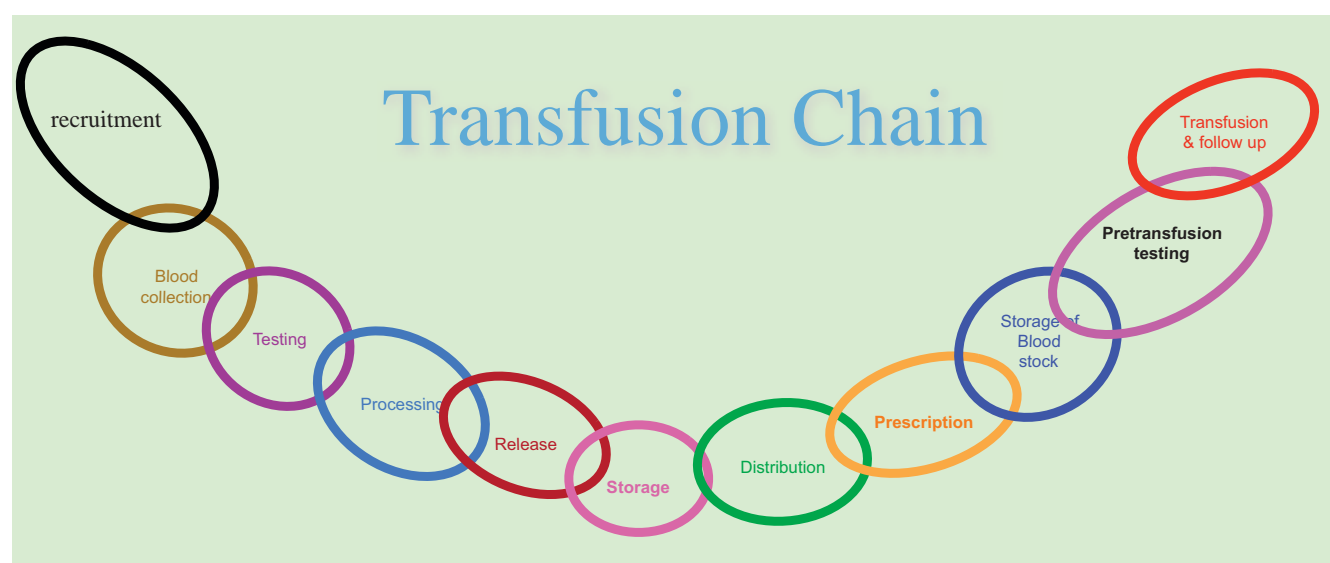 Transfusion Chain
recruitment
Blood
collection
Testing
Processing
Release
Storage
Distribution
Prescription
Storage of
Blood
stock
Pretransfusion
testing
Transfusion
& follow up